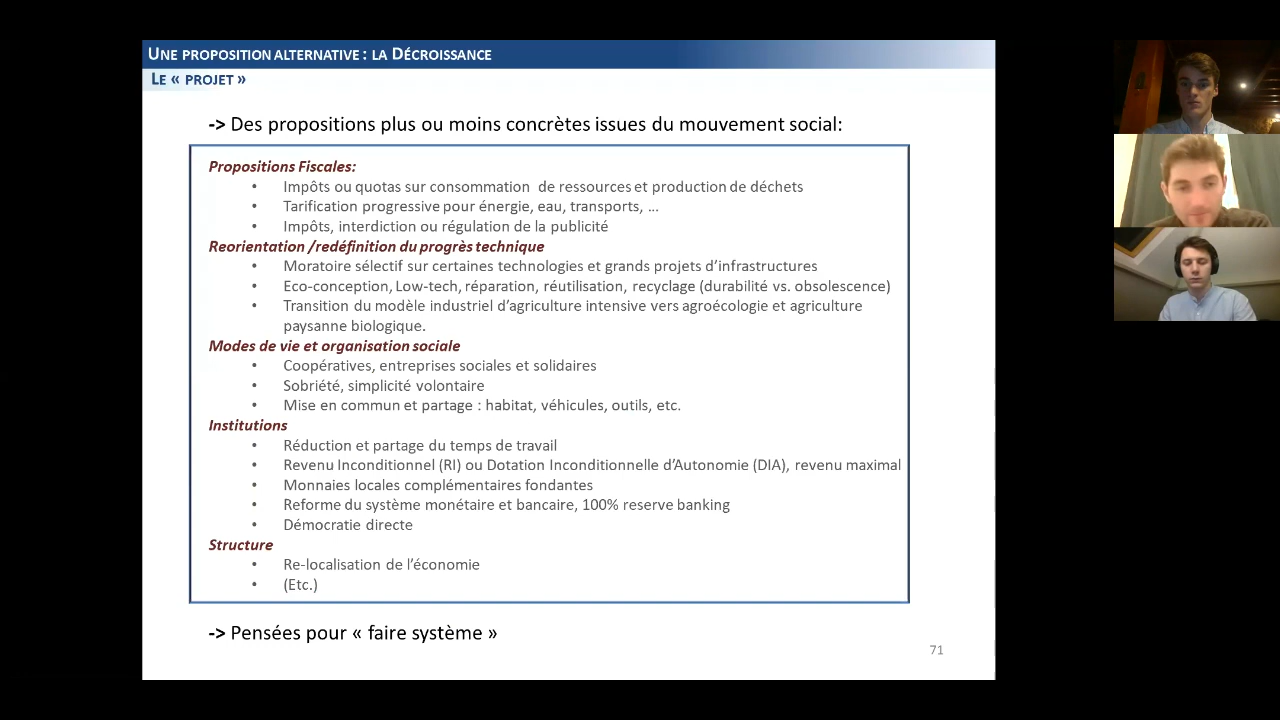 UNE PROPOSITION ALTERNATIVE : LA DÉCROISSANCE
LE « PROJET »
-> Des propositions plus ou moins concrètes issues du mouvement social:
Propositions Fiscales:
• Impôts ou quotas sur consommation de ressources et production de déchets
• Tarification progressive pour énergie, eau, transports, ...
• Impôts, interdiction ou régulation de la publicité
Reorientation /redéfinition du progrès technique
• Moratoire sélectif sur certaines technologies et grands projets d’infrastructures
• Eco-conception, Low-tech, réparation, réutilisation, recyclage (durabilité vs. obsolescence)
• Transition du modèle industriel d’agriculture intensive vers agroécologie et agriculture
paysanne biologique.
Modes de vie et organisation sociale
• Coopératives, entreprises sociales et solidaires
• Sobriété, simplicité volontaire
• Mise en commun et partage : habitat, véhicules, outils, etc.
Institutions
• Réduction et partage du temps de travail
• Revenu Inconditionnel (RI) ou Dotation Inconditionnelle d’Autonomie (DIA), revenu maximal
• Monnaies locales complémentaires fondantes
• Reforme du système monétaire et bancaire, 100% reserve banking
• Démocratie directe
Structure
• Re-localisation de l’économie
• (Etc.)
-> Pensées pour « faire système »
71